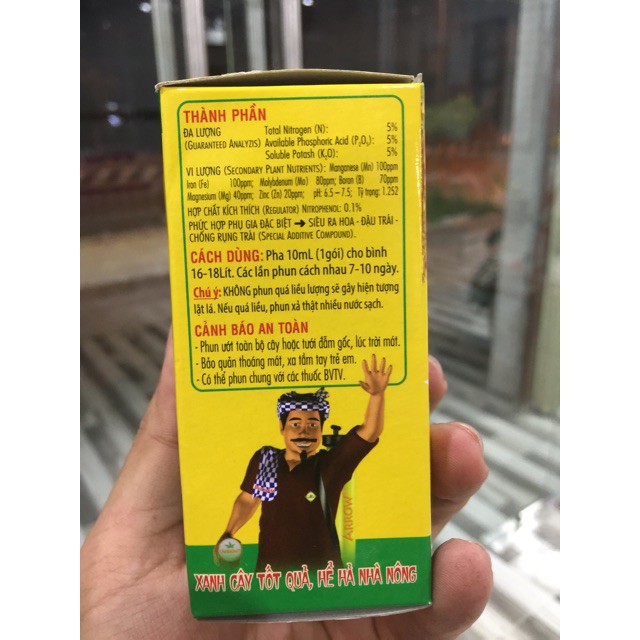 THÀNH PHẦN
ĐA LƯỢNG Total Nitrogen (N): 5%
(GUARANTEED ANALYZIS) Available Phosphoric Acid (P₂O₅): 5%
Soluble Potash (K₂O): 5%
VI LƯỢNG (SECONDARY PLANT NUTRIENTS): Manganese (Mn) 100ppm
Iron (Fe) 100ppm; Molybdenum (Mo) 80ppm; Boran (B) 70ppm
Magnesium (Mg) 40ppm; Zinc (Zn) 20ppm; pH: 6.5 – 7.5; Tỷ trọng: 1.252
HỢP CHẤT KÍCH THÍCH (REGULATOR) NITROPHENOL: 0.1%
PHỨC HỢP PHỤ GIA ĐẶC BIỆT → SIÊU RA HOA - ĐẬU TRÁI -
CHỐNG RỤNG TRÁI (SPECIAL ADDITIVE COMPOUND).
CÁCH DÙNG: Pha 10mL (1gói) cho bình
16-18Lít. Các lần phun cách nhau 7-10 ngày.
Chú ý: KHÔNG phun quá liều lượng sẽ gây hiện tượng
lật lá. Nếu quá liều, phun xả thật nhiều nước sạch.
CẢNH BÁO AN TOÀN
- Phun ướt toàn bộ cây hoặc tưới đẫm gốc, lúc trời mát.
- Bảo quản thoáng mát, xa tầm tay trẻ em.
- Có thể phun chung với các thuốc BVTV.
ARROW
XANH CÂY TỐT QUẢ, HỂ HẢ NHÀ NÔNG